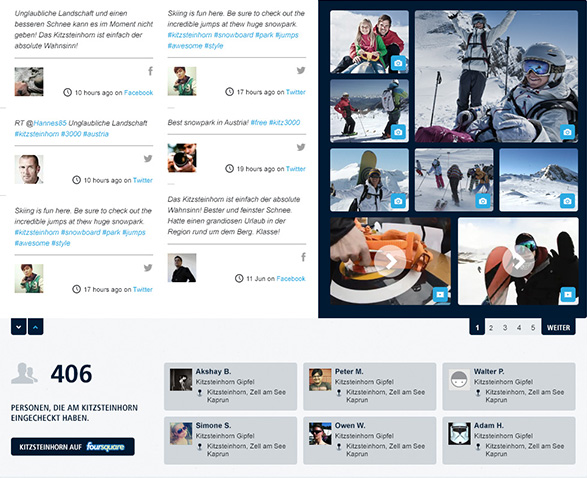 Unglaubliche Landschaft und einen
besseren Schnee kann es im Moment nicht
geben! Das Kitzsteinhorn ist einfach der
absolute Wahnsinn!
10 hours ago on Facebook
RT @Hannes85 Unglaubliche Landschaft
#kitzsteinhorn #3000 #austria
10 hours ago on Twitter
Skiing is fun here. Be sure to check out the
incredible jumps at thew huge snowpark.
#kitzsteinhorn #snowboard #park #jumps
#awesome #style
17 hours ago on Twitter
Skiing is fun here. Be sure to check out the
incredible jumps at thew huge snowpark.
#kitzsteinhorn #snowboard #park #jumps
#awesome #style
17 hours ago on Twitter
Best snowpark in Austria! #free #kitz3000
19 hours ago on Twitter
Das Kitzsteinhorn ist einfach der absolute
Wahnsinn! Bester und feinster Schnee.
Hatte einen grandiosen Urlaub in der
Region rund um dem Berg. Klasse!
11 Jun on Facebook
1 2 3 4 5 WEITER
406
PERSONEN, DIE AM KITZSTEINHORN
EINGECHECKT HABEN.
KITZSTEINHORN AUF foursquare
Akshay B.
Kitzsteinhorn Gipfel
Kitzsteinhorn, Zell am See
Kaprun
Peter M.
Kitzsteinhorn Gipfel
Kitzsteinhorn, Zell am See
Kaprun
Walter P.
Kitzsteinhorn Gipfel
Kitzsteinhorn, Zell am See
Kaprun
Simone S.
Kitzsteinhorn Gipfel
Kitzsteinhorn, Zell am See
Kaprun
Owen W.
Kitzsteinhorn Gipfel
Kitzsteinhorn, Zell am See
Kaprun
Adam H.
Kitzsteinhorn Gipfel
Kitzsteinhorn, Zell am See
Kaprun